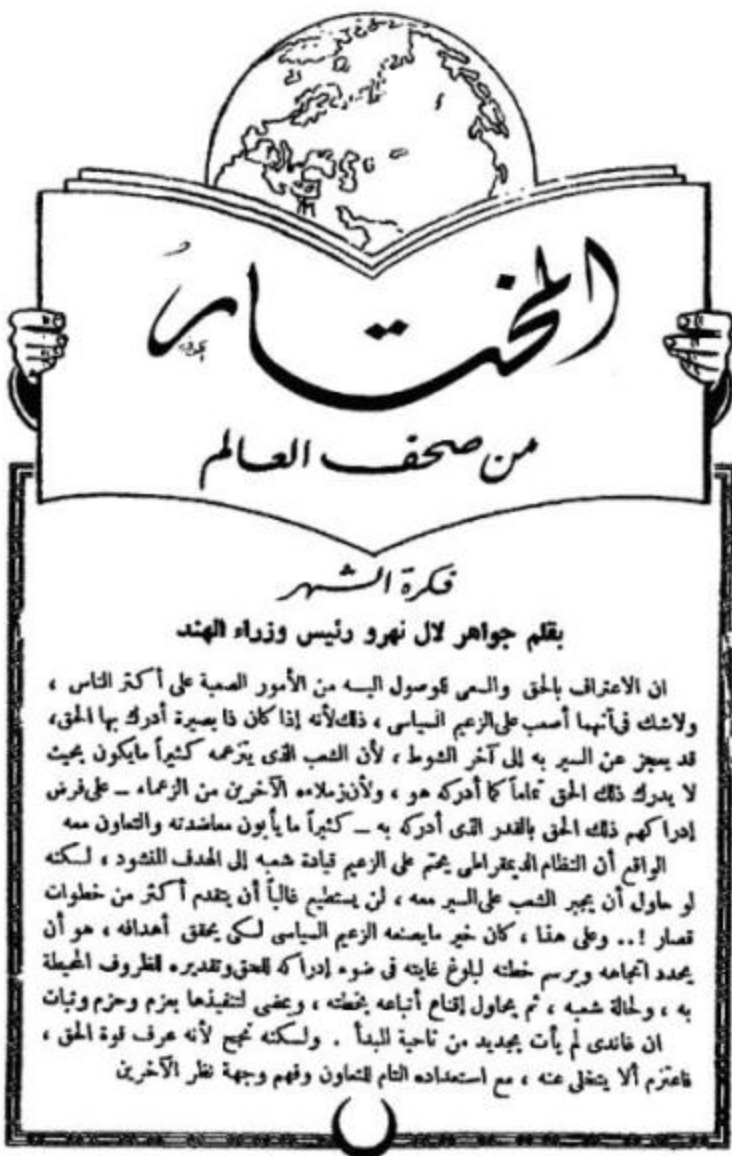 المختار
من صحف العالم
فكرة الشهر
بقلم جواهر لال نهرو رئيس وزراء الهند
ان الاعتراف بالحق والسعى للوصول اليه من الأمور الصعبة على أكثر الناس ،
ولاشك فى أنهما أصعب على الزعيم السياسى ، ذلك لأنه إذا كان ذا بصيرة أدرك بها الحق،
قد يعجز عن السير به إلى آخر الشوط ، لأن الشعب الذى يتزعمه كثيراً مايكون بحيث
لا يدرك ذلك الحق تماماً كما أدركه هو ، ولأن زملاءه الآخرين من الزعماء ــ على فرض
إدراكهم ذلك الحق بالقدر الذى أدركه به ــ كثيراً ما يأبون معاضدته والتعاون معه
الواقع أن النظام الديمقراطى يحتم على الزعيم قيادة شعبه إلى الهدف المنشود ، لسكنه
لو حاول أن يجبر الشعب على السير معه ، لن يستطيع غالباً أن يتقدم أكثر من خطوات
قصار !.. وعلى هذا ، كان خير مايصنعه الزعيم السياسى لسكى يحقق أهدافه ، هو أن
يحدد اتجاهه ويرسم خطته لبلوغ غايته فى ضوء إدراكه للحق وتقديره للظروف المحيطة
به ، ولحالة شعبه ، ثم يحاول إقناع أتباعه بخطته ، ويمضى لتنفيذها بعزم وحزم وثبات
ان غاندى لم يأت بجديد من ناحية المبدأ . ولسكنه نجح لأنه عرف قوة الحق ،
فاعتزم ألا يتخلى عنه ، مع استعداده التام للتعاون وفهم وجهة نظر الآخرين